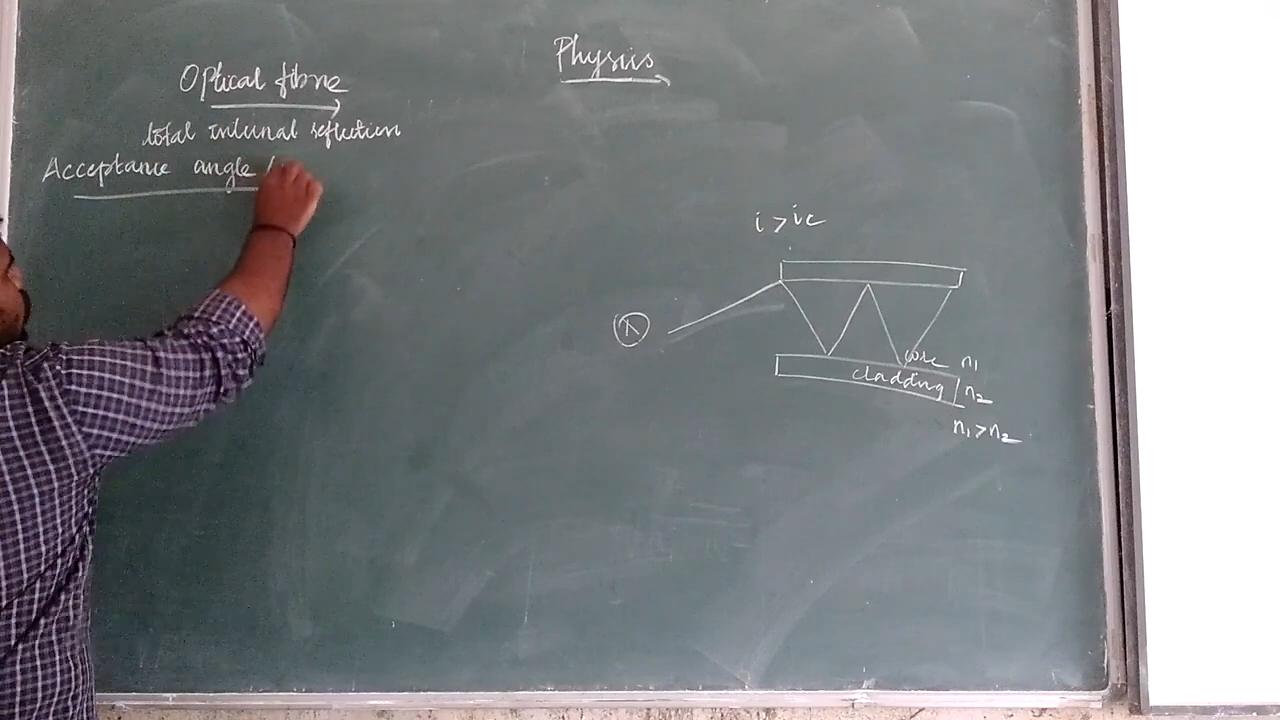 Physics
Optical fibre
total internal reflection
Acceptance angle (
i > ic
core n1
cladding n2
n1 > n2